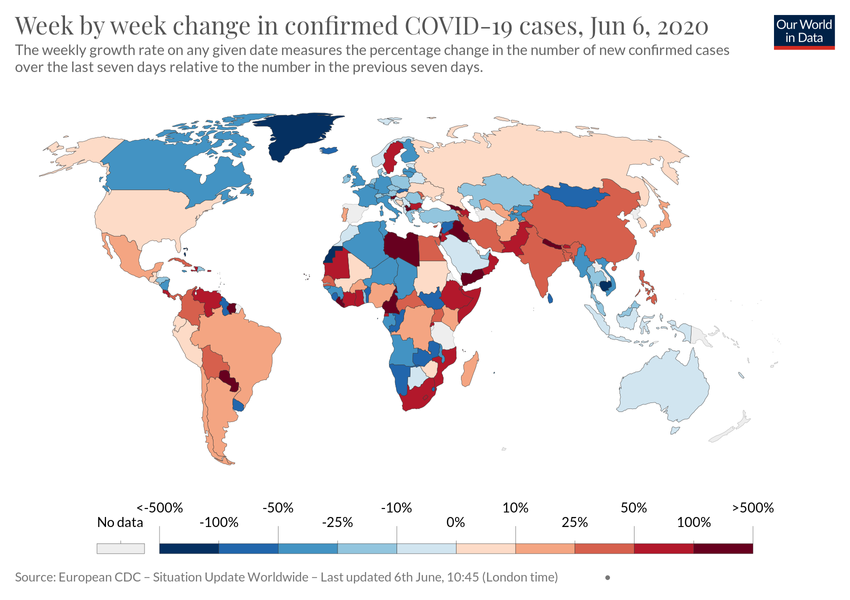 Week by week change in confirmed COVID-19 cases, Jun 6, 2020
Our World
in Data
The weekly growth rate on any given date measures the percentage change in the number of new confirmed cases
over the last seven days relative to the number in the previous seven days.
<-500% -50% -10% 10% 50% >500%
No data -100% -25% 0% 25% 100%
Source: European CDC – Situation Update Worldwide – Last updated 6th June, 10:45 (London time)